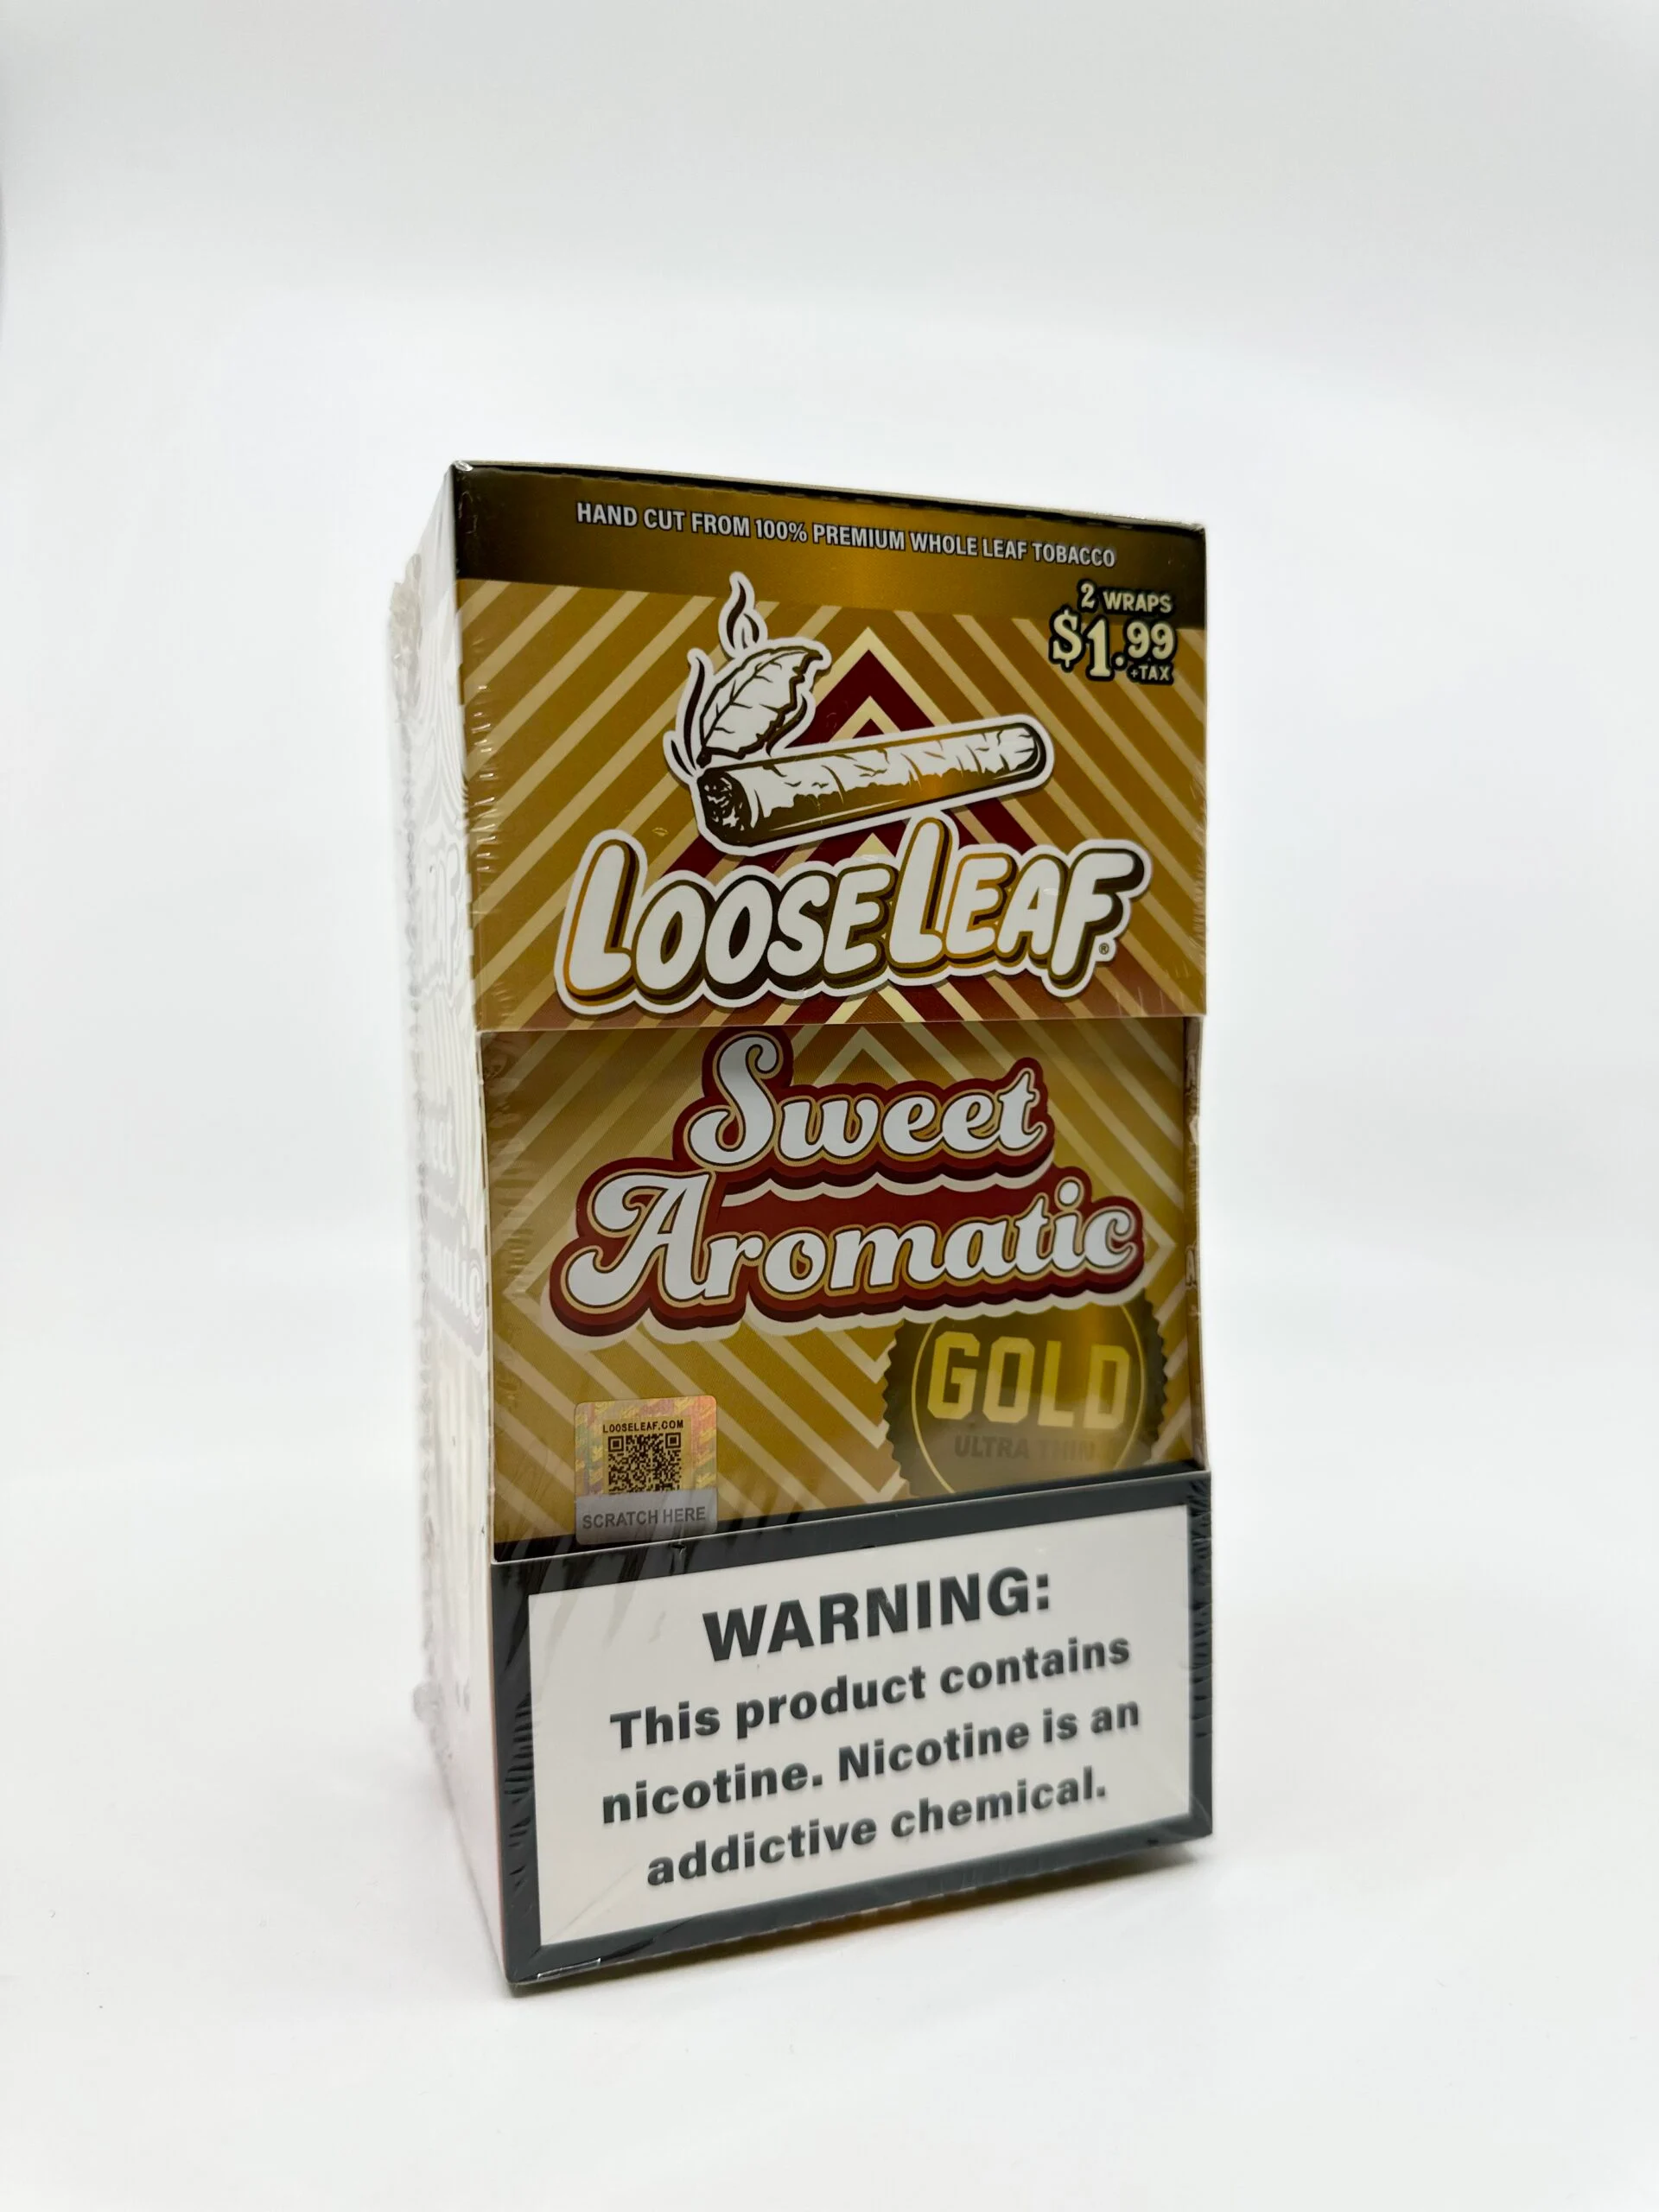 HAND CUT FROM 100% PREMIUM WHOLE LEAF TOBACCO
2 WRAPS
$1.99
+TAX
LOOSELEAF®
Sweet
Aromatic
GOLD
ULTRA THIN
LOOSELEAF.COM
SCRATCH HERE
WARNING:
This product contains
nicotine. Nicotine is an
addictive chemical.